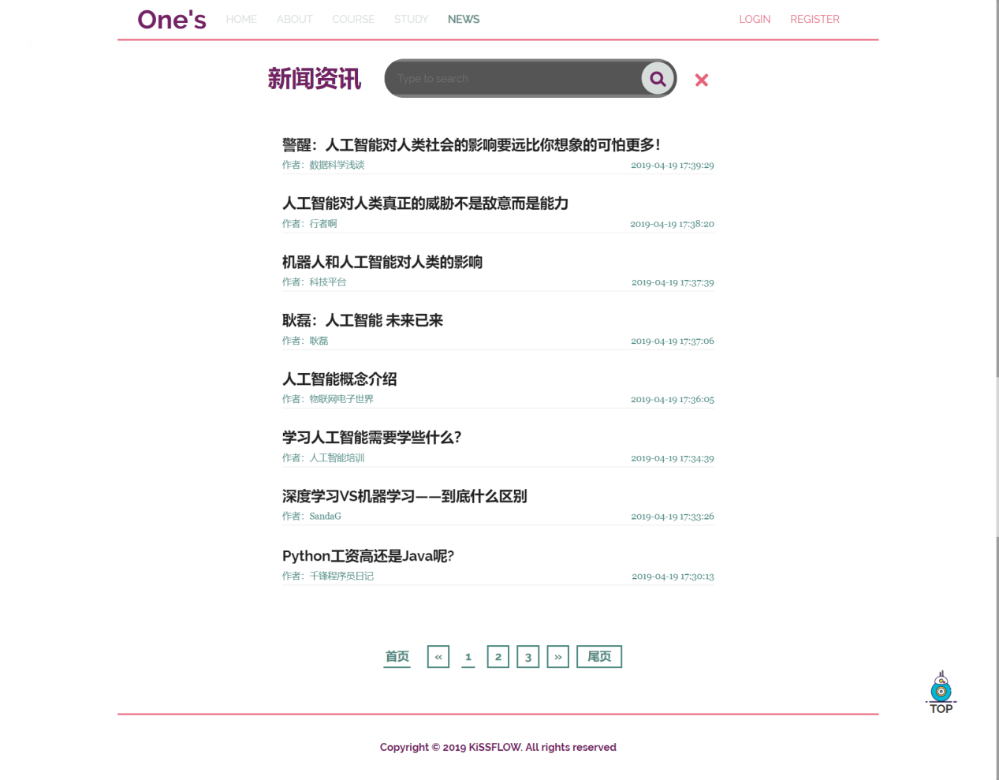 One's HOME ABOUT COURSE STUDY NEWS LOGIN REGISTER
新闻资讯 Type to search
警醒：人工智能对人类社会的影响要远比你想象的可怕更多！
作者：数据科学浅谈 2019-04-19 17:39:29
人工智能对人类真正的威胁不是敌意而是能力
作者：行者啊 2019-04-19 17:38:20
机器人和人工智能对人类的影响
作者：科技平台 2019-04-19 17:37:39
耿磊：人工智能 未来已来
作者：耿磊 2019-04-19 17:37:06
人工智能概念介绍
作者：物联网电子世界 2019-04-19 17:36:05
学习人工智能需要学些什么？
作者：人工智能培训 2019-04-19 17:34:39
深度学习VS机器学习——到底什么区别
作者：SandaG 2019-04-19 17:33:26
Python工资高还是Java呢?
作者：千锋程序员日记 2019-04-19 17:30:13
首页 « 1 2 3 » 尾页
TOP
Copyright © 2019 KiSSFLOW. All rights reserved